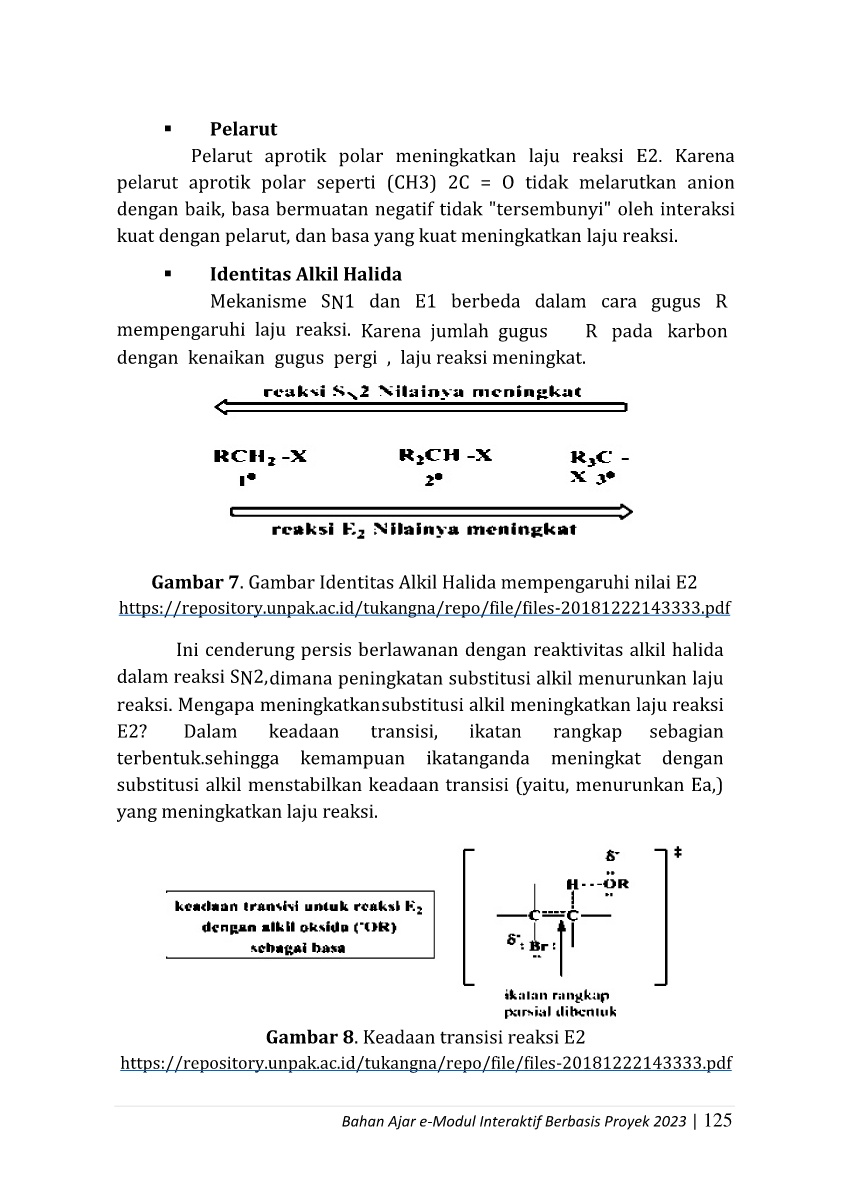 ▪ Pelarut
Pelarut aprotik polar meningkatkan laju reaksi E2. Karena
pelarut aprotik polar seperti (CH3) 2C = O tidak melarutkan anion
dengan baik, basa bermuatan negatif tidak "tersembunyi" oleh interaksi
kuat dengan pelarut, dan basa yang kuat meningkatkan laju reaksi.
▪ Identitas Alkil Halida
Mekanisme SN1 dan E1 berbeda dalam cara gugus R
mempengaruhi laju reaksi. Karena jumlah gugus R pada karbon
dengan kenaikan gugus pergi , laju reaksi meningkat.
reaksi SN2 Nilainya meningkat
RCH2 -X R2CH -X R3C -
1° 2° X 3°
reaksi E2 Nilainya meningkat
Gambar 7. Gambar Identitas Alkil Halida mempengaruhi nilai E2
https://repository.unpak.ac.id/tukangna/repo/file/files-20181222143333.pdf
Ini cenderung persis berlawanan dengan reaktivitas alkil halida
dalam reaksi SN2,dimana peningkatan substitusi alkil menurunkan laju
reaksi. Mengapa meningkatkansubstitusi alkil meningkatkan laju reaksi
E2? Dalam keadaan transisi, ikatan rangkap sebagian
terbentuk.sehingga kemampuan ikatanganda meningkat dengan
substitusi alkil menstabilkan keadaan transisi (yaitu, menurunkan Ea,)
yang meningkatkan laju reaksi.
keadaan transisi untuk reaksi E2
dengan alkil oksida (-OR)
sebagai basa
δ- ‡
H---OR
C C
δ- :Br:
ikatan rangkap
parsial dibentuk
Gambar 8. Keadaan transisi reaksi E2
https://repository.unpak.ac.id/tukangna/repo/file/files-20181222143333.pdf
Bahan Ajar e-Modul Interaktif Berbasis Proyek 2023 | 125